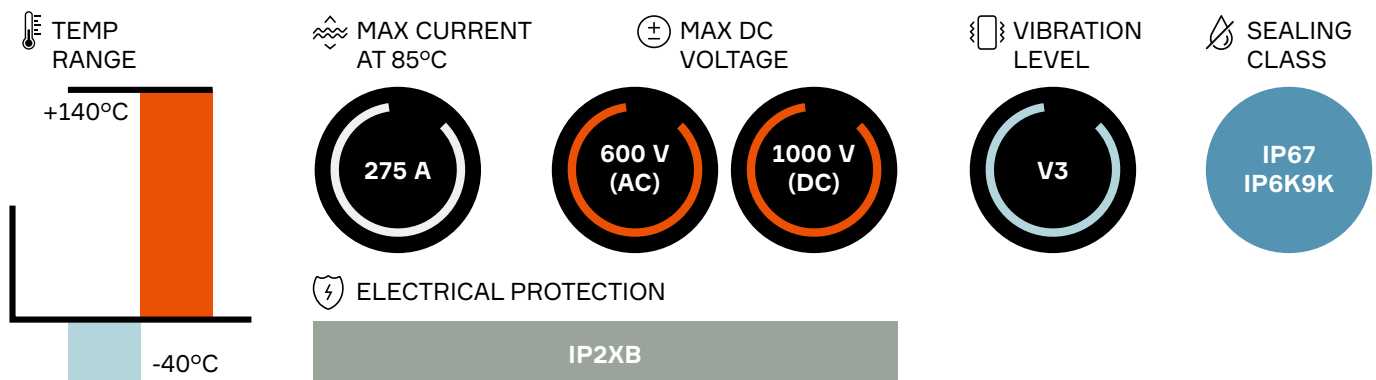 TEMP
RANGE
+140°C
-40°C
MAX CURRENT
AT 85°C
275 A
MAX DC
VOLTAGE
600 V
(AC)
1000 V
(DC)
VIBRATION
LEVEL
V3
SEALING
CLASS
IP67
IP6K9K
ELECTRICAL PROTECTION
IP2XB